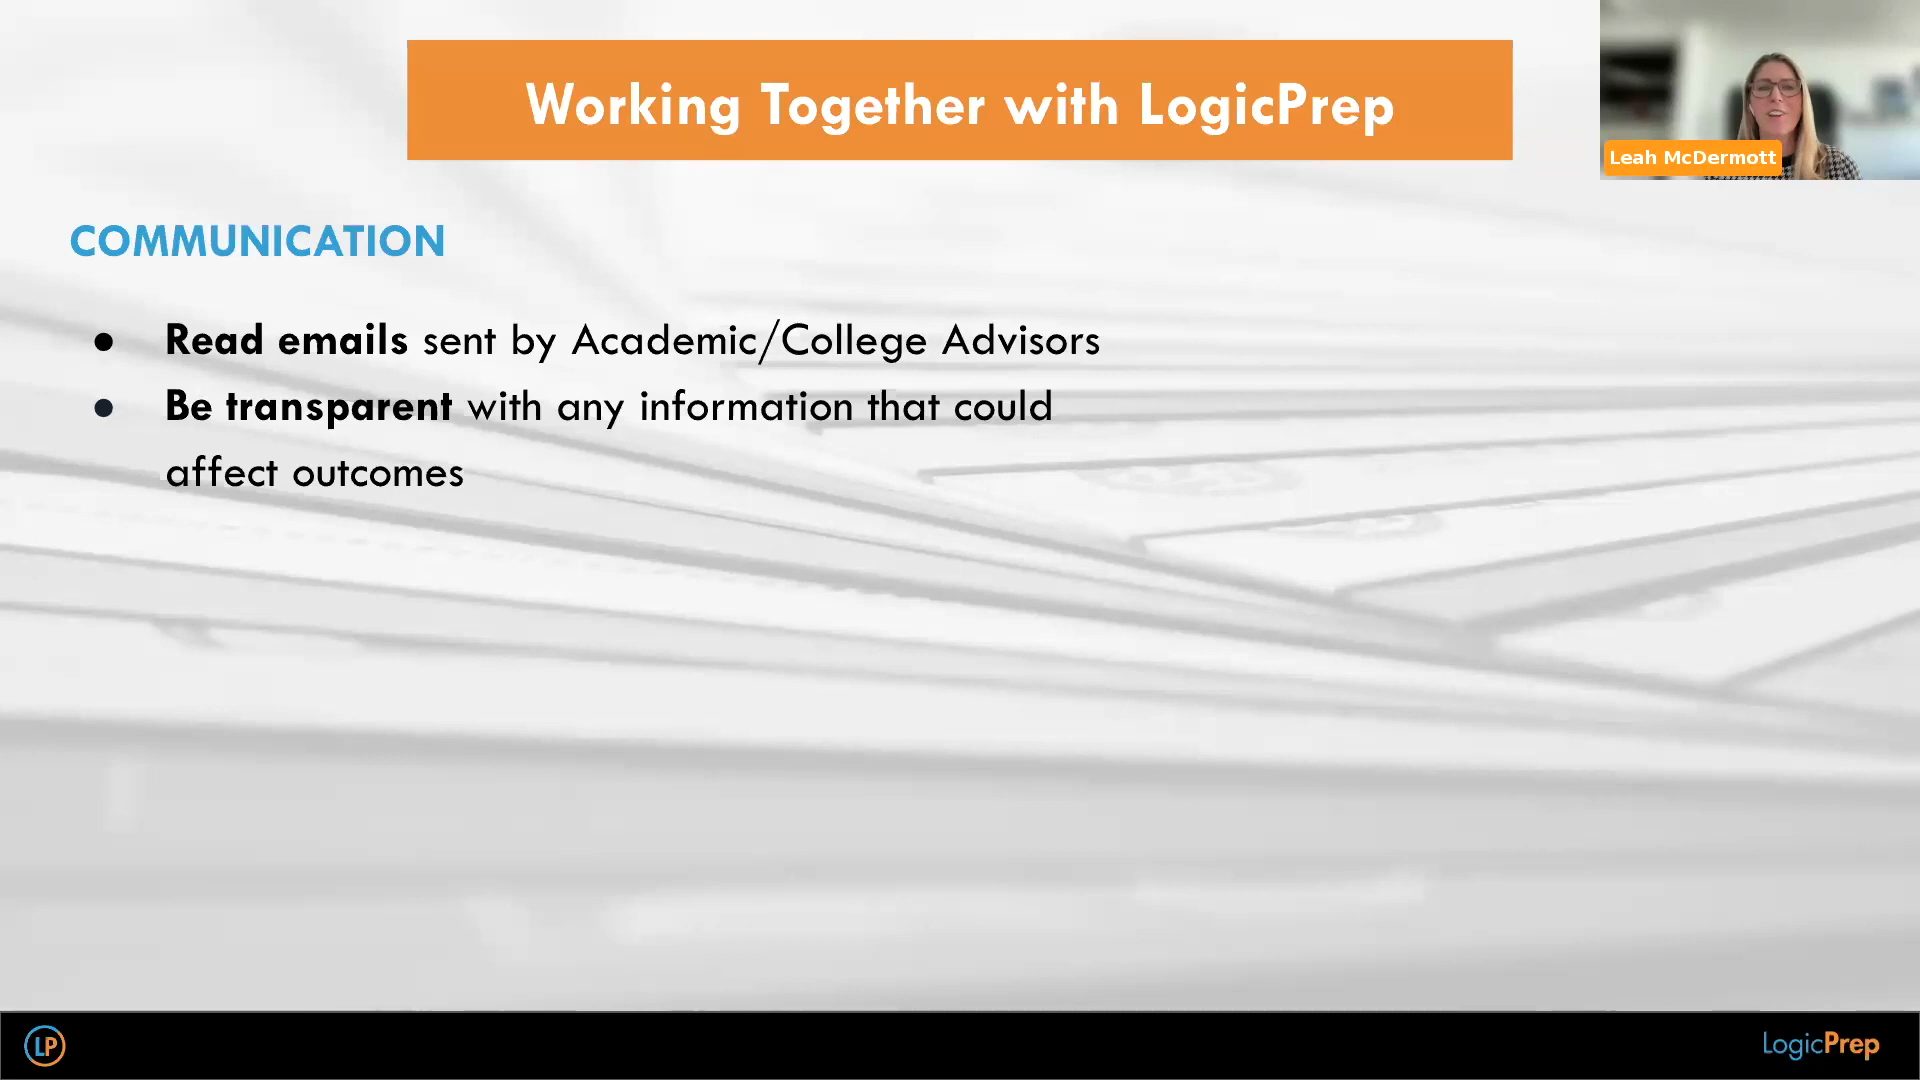 Working Together with LogicPrep
Leah McDermott
COMMUNICATION
● Read emails sent by Academic/College Advisors
● Be transparent with any information that could
affect outcomes
LP
LogicPrep